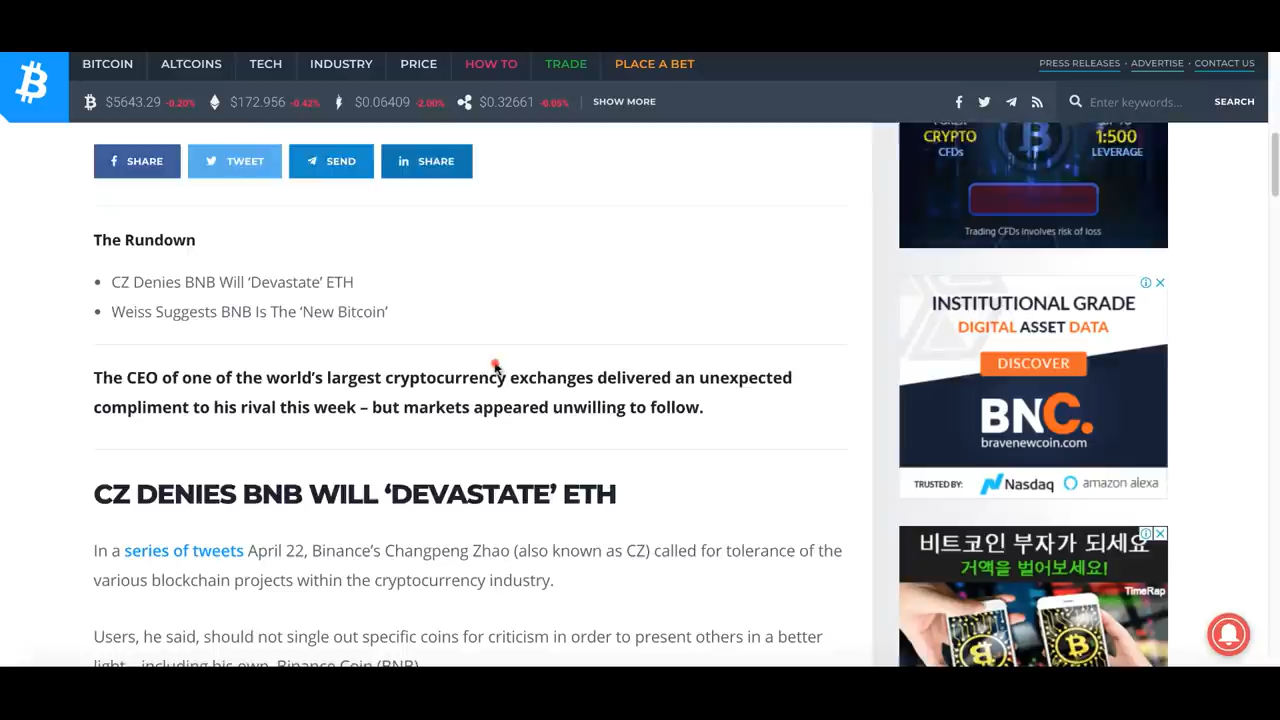 BITCOIN ALTCOINS TECH INDUSTRY PRICE HOW TO TRADE PLACE A BET PRESS RELEASES · ADVERTISE · CONTACT US
$5643.29 -0.20% $172.956 -0.42% $0.06409 -2.00% $0.32661 -0.05% SHOW MORE Enter keywords... SEARCH
SHARE TWEET SEND SHARE
The Rundown
• CZ Denies BNB Will ‘Devastate’ ETH
• Weiss Suggests BNB Is The ‘New Bitcoin’
The CEO of one of the world’s largest cryptocurrency exchanges delivered an unexpected
compliment to his rival this week – but markets appeared unwilling to follow.
CZ DENIES BNB WILL ‘DEVASTATE’ ETH
In a series of tweets April 22, Binance’s Changpeng Zhao (also known as CZ) called for tolerance of the
various blockchain projects within the cryptocurrency industry.
Users, he said, should not single out specific coins for criticism in order to present others in a better
light – including his own, Binance Coin (BNB).
CRYPTO 1:500
CFDs LEVERAGE
Trading CFDs involves risk of loss
INSTITUTIONAL GRADE
DIGITAL ASSET DATA
DISCOVER
BNC.
bravenewcoin.com
TRUSTED BY: Nasdaq amazon alexa
비트코인 부자가 되세요
거액을 벌어보세요!
TimeRap